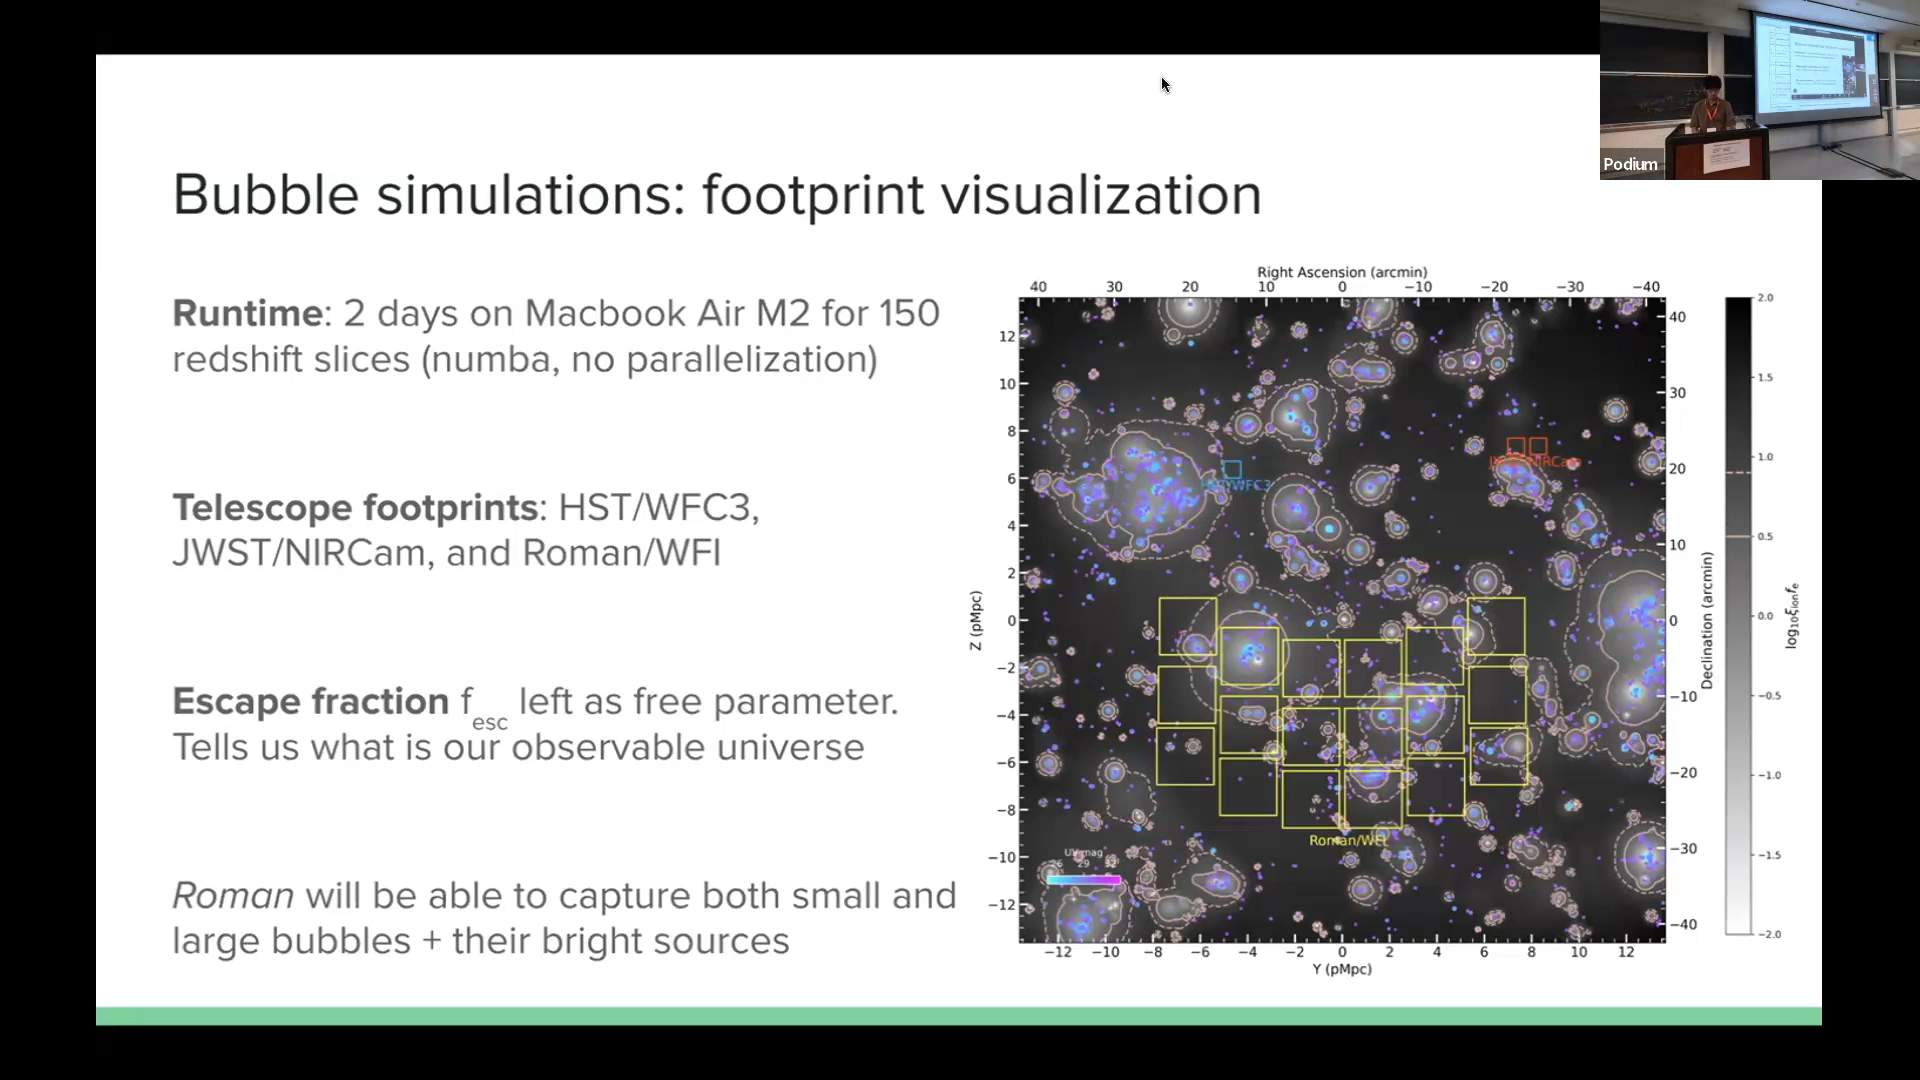 Podium
Bubble simulations: footprint visualization
Runtime: 2 days on Macbook Air M2 for 150
redshift slices (numba, no parallelization)
Telescope footprints: HST/WFC3,
JWST/NIRCam, and Roman/WFI
Escape fraction f esc left as free parameter.
Tells us what is our observable universe
Roman will be able to capture both small and
large bubbles + their bright sources
Right Ascension (arcmin)
40 30 20 10 0 −10 −20 −30 −40
12
10
8
6
4
2
0
−2
−4
−6
−8
−10
−12
Z (pMpc)
HST/WFC3
JWST/NIRCam
Roman/WFI
UV mag
26 29 32
−12 −10 −8 −6 −4 −2 0 2 4 6 8 10 12
Y (pMpc)
40
30
20
10
0
−10
−20
−30
−40
Declination (arcmin)
2.0
1.5
1.0
0.5
0.0
−0.5
−1.0
−1.5
−2.0
log₁₀ξᵢₒₙfₑ